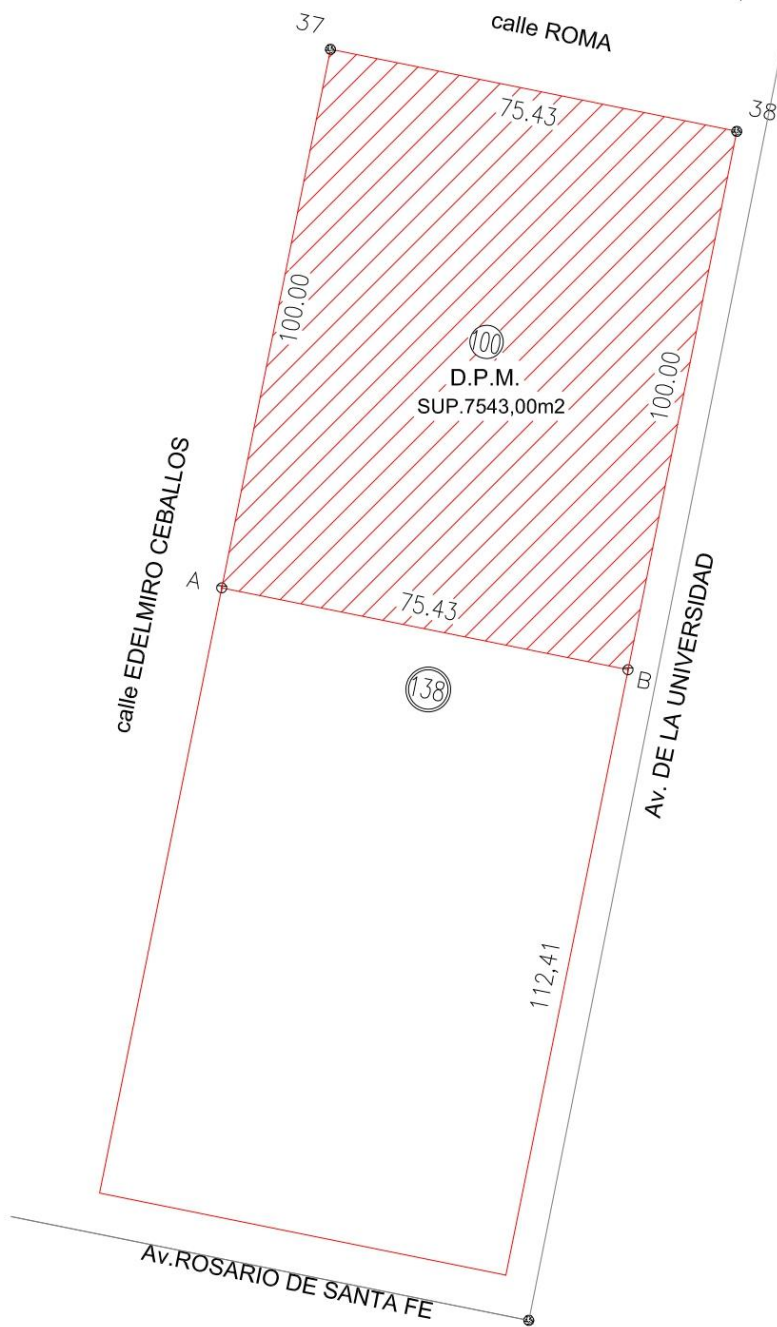 calle ROMA
37
38
75.43
100.00
100
D.P.M.
SUP.7543,00m2
100.00
calle EDELMIRO CEBALLOS
A
75.43
B
138
Av. DE LA UNIVERSIDAD
112,41
Av.ROSARIO DE SANTA FE